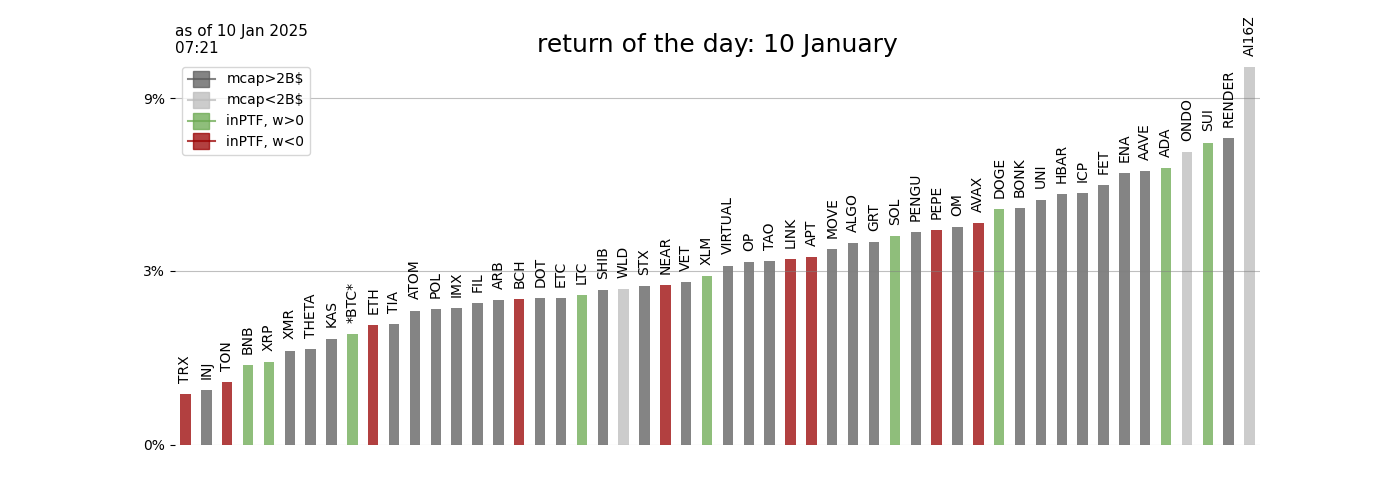 as of 10 Jan 2025
07:21
return of the day: 10 January
mcap>2B$
mcap<2B$
inPTF, w>0
inPTF, w<0
9%
3%
0%
TRX
INJ
TON
BNB
XRP
XMR
THETA
KAS
*BTC*
ETH
TIA
ATOM
POL
IMX
FIL
ARB
BCH
DOT
ETC
LTC
SHIB
WLD
STX
NEAR
VET
XLM
VIRTUAL
OP
TAO
LINK
APT
MOVE
ALGO
GRT
SOL
PENGU
PEPE
OM
AVAX
DOGE
BONK
UNI
HBAR
ICP
FET
ENA
AAVE
ADA
ONDO
SUI
RENDER
AI16Z